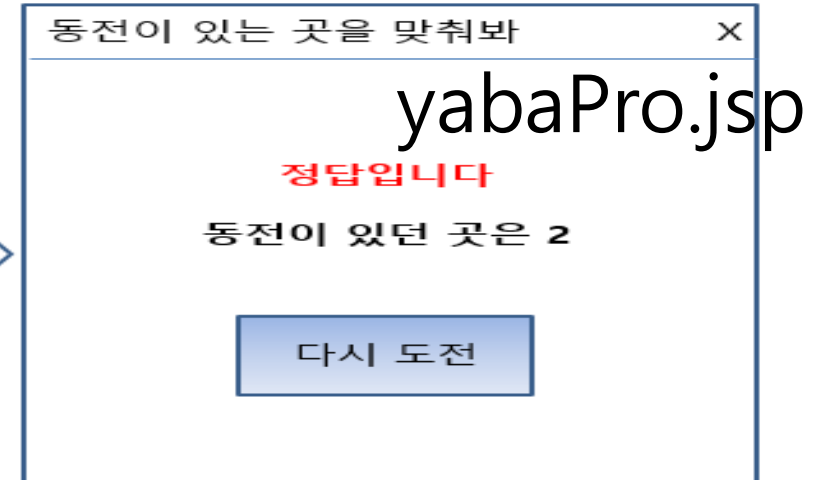 동전이 있는 곳을 맞춰봐 X
yabaPro.jsp
정답입니다
동전이 있던 곳은 2
다시 도전